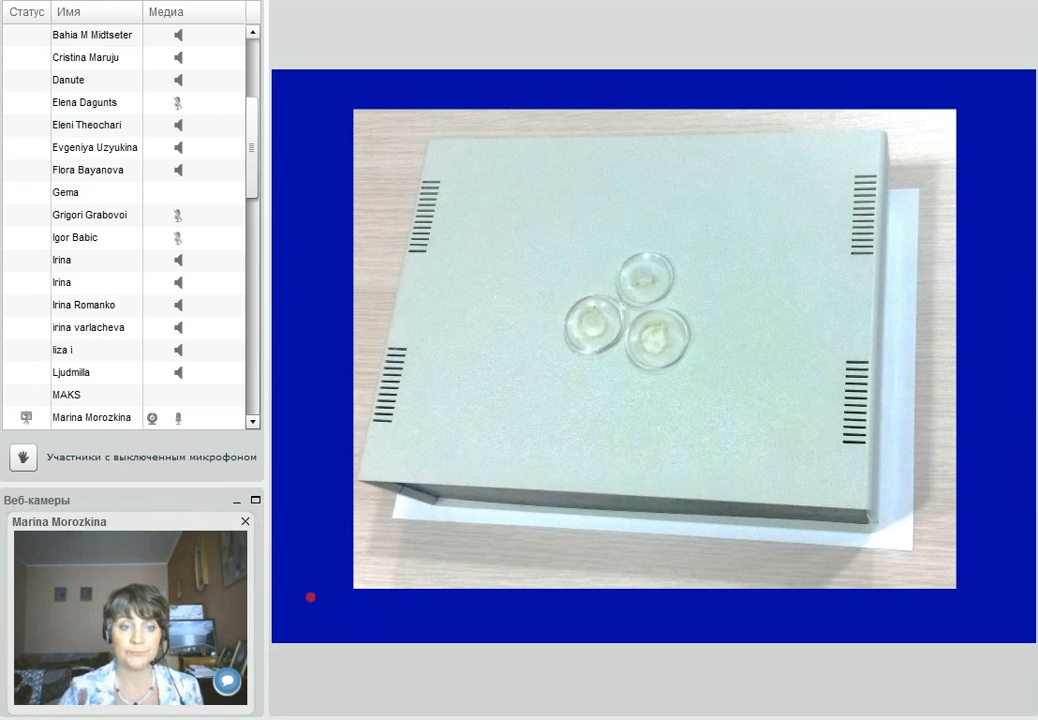 Статус Имя Медиа
Bahia M Midtseter
Cristina Maruju
Danute
Elena Dagunts
Eleni Theochari
Evgeniya Uzyukina
Flora Bayanova
Gema
Grigori Grabovoi
Igor Babic
Irina
Irina
Irina Romanko
irina varlacheva
liza i
Ljudmilla
MAKS
Marina Morozkina
Участники с выключенным микрофоном
Веб-камеры
Marina Morozkina